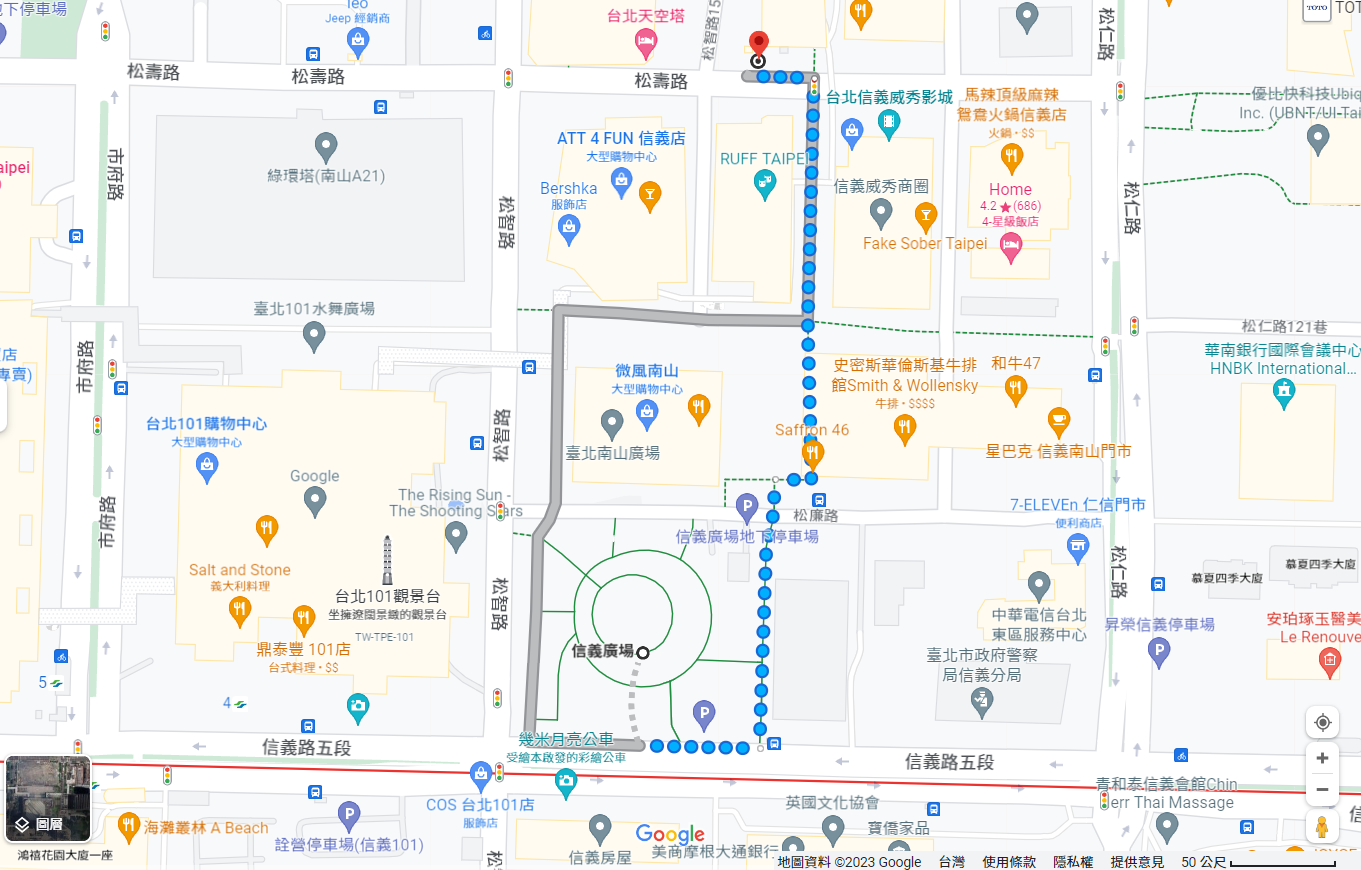 地下停車場
Jeep 經銷商
台北天空塔
松智路15
松仁路
TOTO
松壽路
松壽路
松壽路
台北信義威秀影城
馬辣頂級麻辣
鴛鴦火鍋信義店
火鍋・$$
優比快科技Ubiq
Inc. (UBNT/UI-Tai
ATT 4 FUN 信義店
大型購物中心
RUFF TAIPEI
aipei
市府路
綠環塔(南山A21)
Bershka
服飾店
信義威秀商圈
Home
4.2★(686)
4-星級飯店
松仁路
松智路
Fake Sober Taipei
臺北101水舞廣場
松仁路121巷
店
專賣)
市府路
微風南山
大型購物中心
史密斯華倫斯基牛排
館Smith & Wollensky
牛排・$$$$
和牛47
華南銀行國際會議中心
HNBK International...
台北101購物中心
大型購物中心
松智路
臺北南山廣場
Saffron 46
星巴克 信義南山門市
Google
The Rising Sun -
The Shooting Stars
市府路
信義廣場地下停車場
松廉路
7-ELEVEn 仁信門市
便利商店
Salt and Stone
義大利料理
台北101觀景台
坐擁遼闊景緻的觀景台
TW-TPE-101
松智路
松仁路
慕夏四季大廈
慕夏四季大廈
鼎泰豐 101店
台式料理・$$
信義廣場
中華電信台北
東區服務中心
昇榮信義停車場
安珀琢玉醫美
Le Renouve
臺北市政府警察
局信義分局
5
4
信義路五段
幾米月亮公車
受繪本啟發的彩繪公車
信義路五段
COS 台北101店
服飾店
青和泰信義會館Chin
err Thai Massage
圖層
海灘叢林 A Beach
詮營停車場(信義101)
英國文化協會
寶僑家品
鴻禧花園大廈一座
松
信義房屋
Google
美商摩根大通銀行
地圖資料 ©2023 Google 台灣 使用條款 隱私權 提供意見 50 公尺